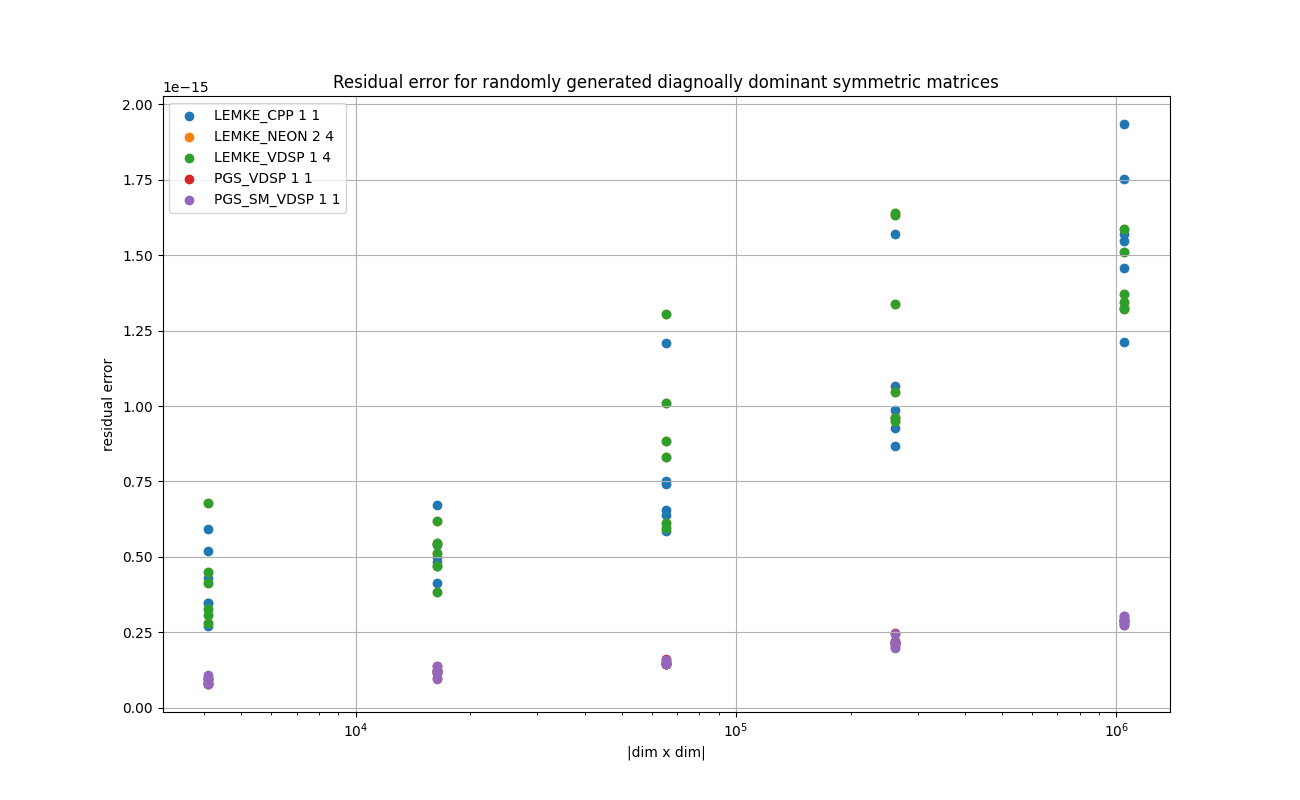 Residual error for randomly generated diagnoally dominant symmetric matrices
1e−15
2.00
1.75
1.50
1.25
1.00
0.75
0.50
0.25
0.00
residual error
LEMKE_CPP 1 1
LEMKE_NEON 2 4
LEMKE_VDSP 1 4
PGS_VDSP 1 1
PGS_SM_VDSP 1 1
10⁴ 10⁵ 10⁶
|dim x dim|